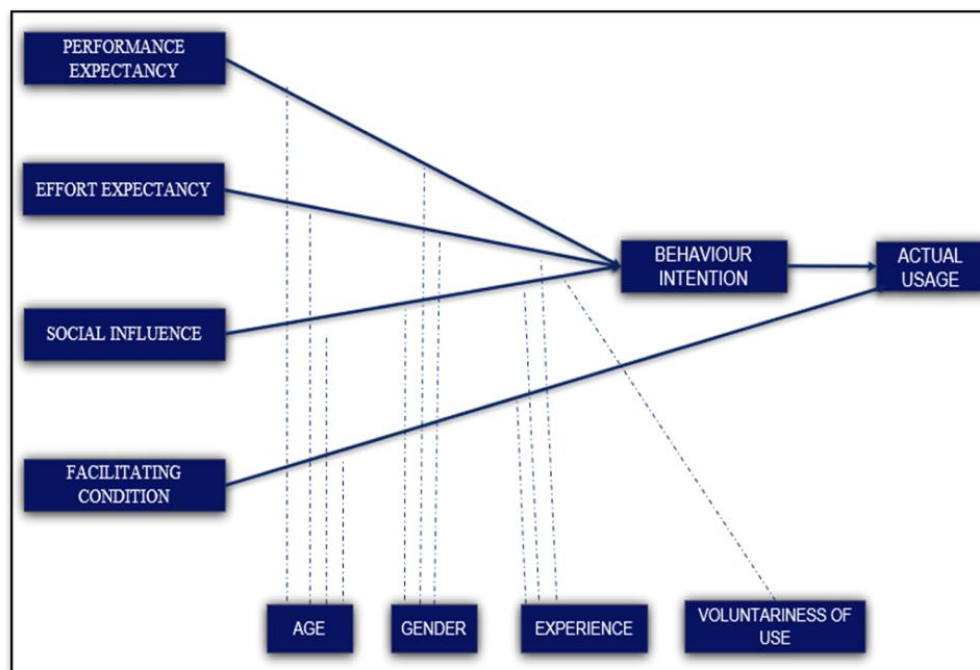 PERFORMANCE
EXPECTANCY
EFFORT EXPECTANCY
SOCIAL INFLUENCE
FACILITATING
CONDITION
BEHAVIOUR
INTENTION
ACTUAL
USAGE
AGE
GENDER
EXPERIENCE
VOLUNTARINESS OF
USE